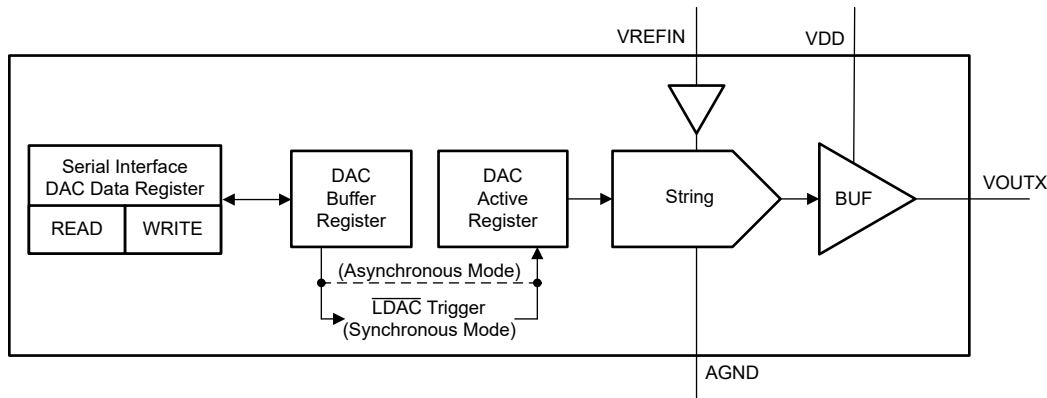 VREFIN
VDD
Serial Interface
DAC Data Register
READ
WRITE
DAC
Buffer
Register
DAC
Active
Register
String
BUF
VOUTX
(Asynchronous Mode)
LDAC Trigger
(Synchronous Mode)
AGND